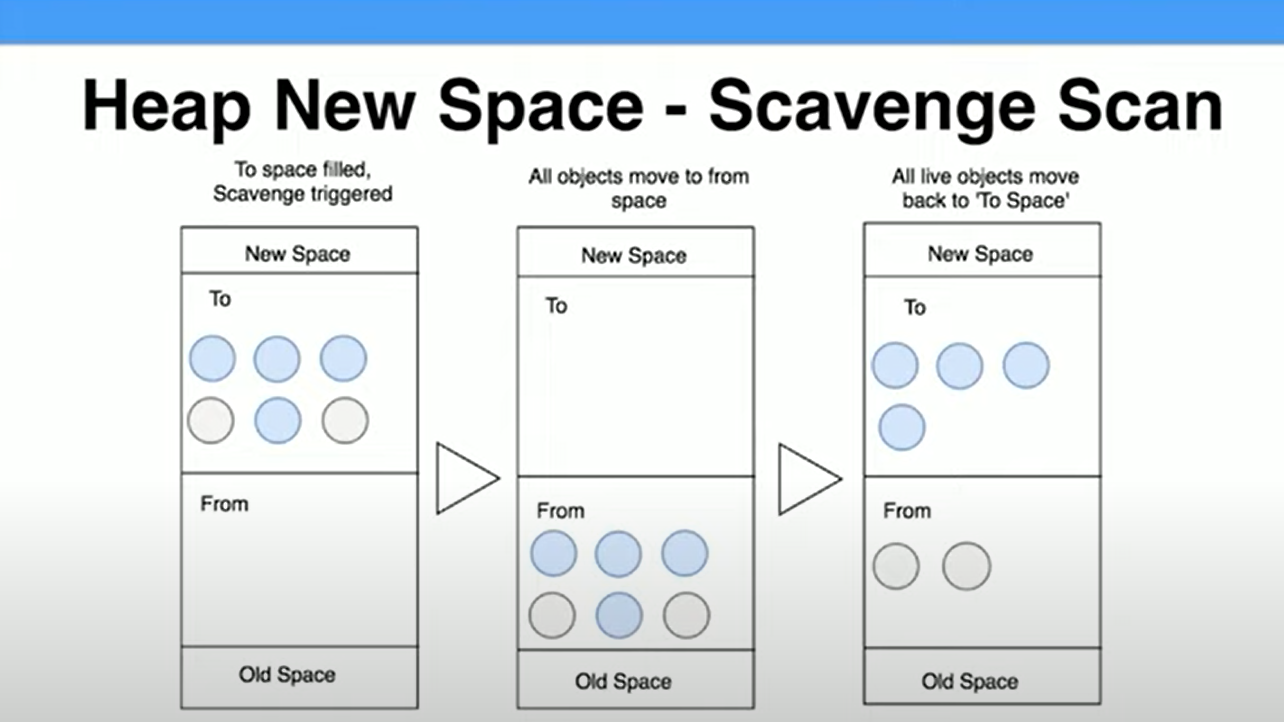 Heap New Space - Scavenge Scan
To space filled,
Scavenge triggered
New Space
To
From
Old Space
All objects move to from
space
New Space
To
From
Old Space
All live objects move
back to 'To Space'
New Space
To
From
Old Space